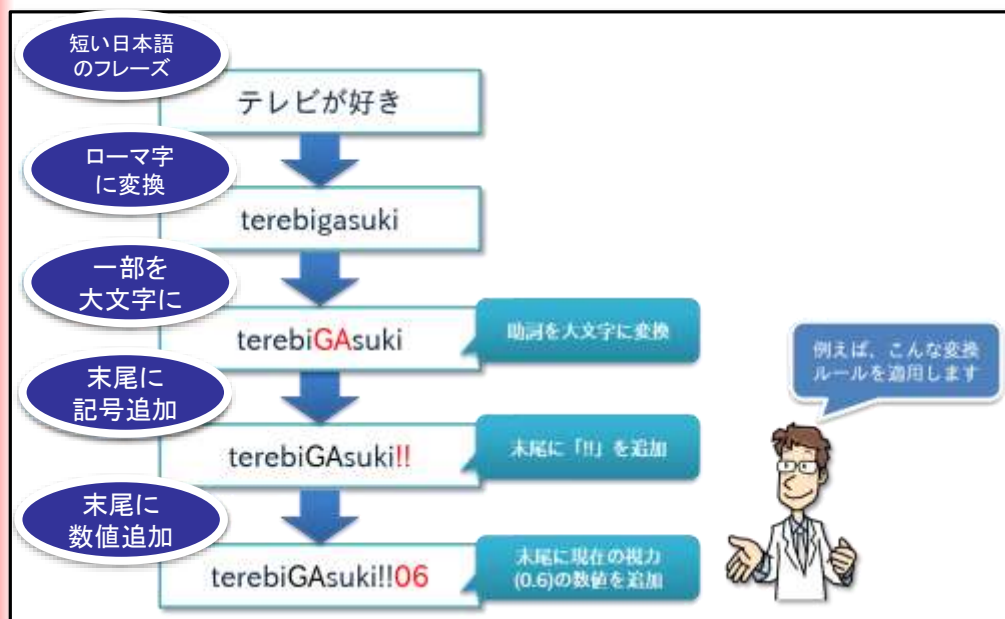 短い日本語
のフレーズ
テレビが好き
ローマ字
に変換
terebigasuki
一部を
大文字に
terebiGAsuki
助詞を大文字に変換
例えば、こんな変換
ルールを適用します
末尾に
記号追加
terebiGAsuki!!
末尾に「!!」を追加
末尾に
数値追加
terebiGAsuki!!06
末尾に現在の視力
(0.6)の数値を追加